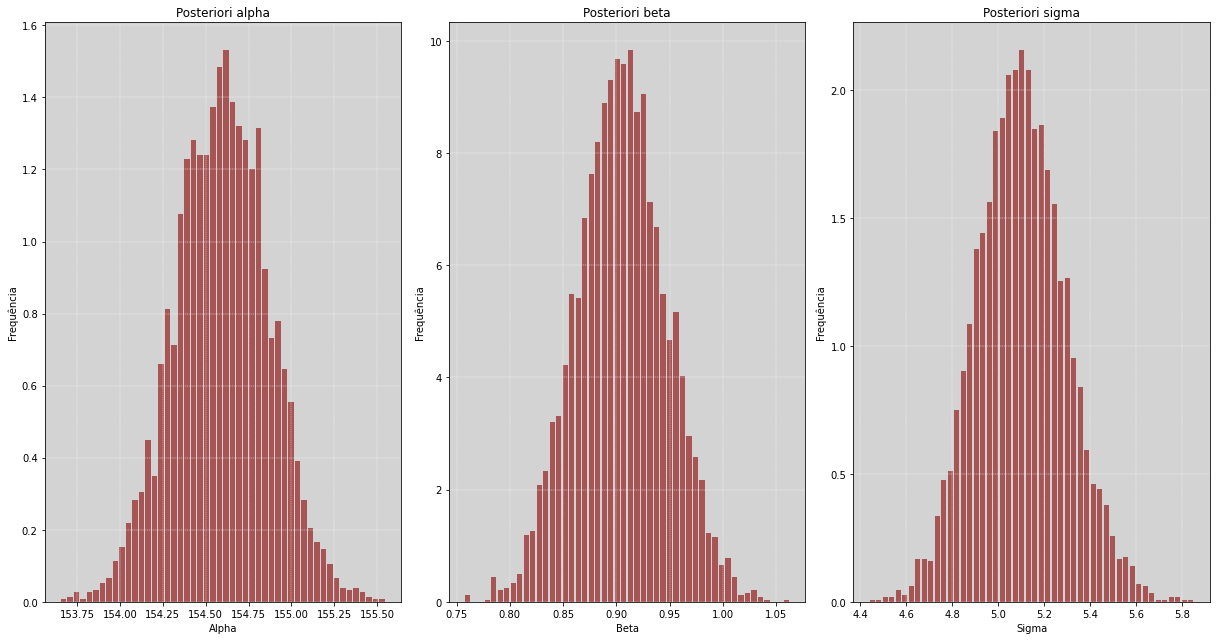 Posteriori alpha
1.6
1.4
1.2
1.0
0.8
0.6
0.4
0.2
0.0
Frequência
153.75 154.00 154.25 154.50 154.75 155.00 155.25 155.50
Alpha
Posteriori beta
10
8
6
4
2
0
Frequência
0.75 0.80 0.85 0.90 0.95 1.00 1.05
Beta
Posteriori sigma
2.0
1.5
1.0
0.5
0.0
Frequência
4.4 4.6 4.8 5.0 5.2 5.4 5.6 5.8
Sigma